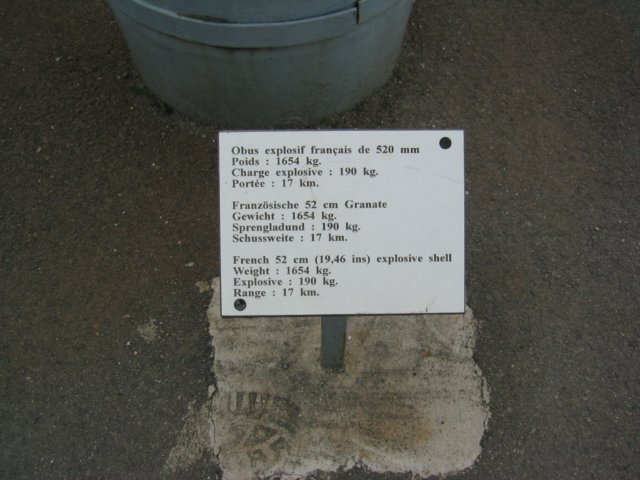 Obus explosif français de 520 mm
Poids : 1654 kg.
Charge explosive : 190 kg.
Portée : 17 km.
Französische 52 cm Granate
Gewicht : 1654 kg.
Sprengladund : 190 kg.
Schussweite : 17 km.
French 52 cm (19,46 ins) explosive shell
Weight : 1654 kg.
Explosive : 190 kg.
Range : 17 km.